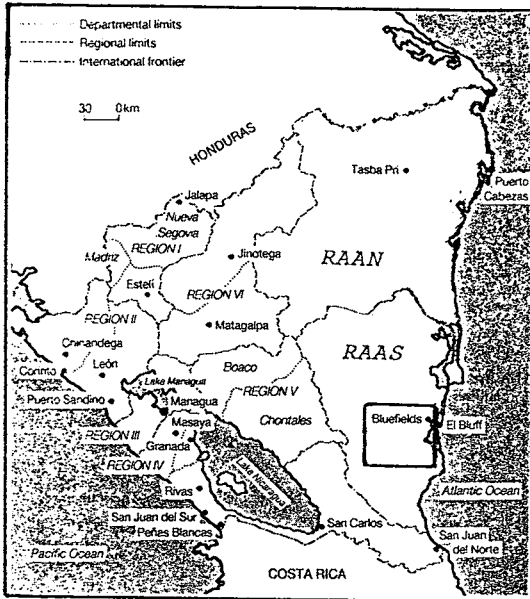 Departmental limits
Regional limits
International frontier
30 0km
HONDURAS
Tasba Pri
Puerto
Cabezas
Jalapa
Nueva
Segovia
REGION I
Madriz
Jinotega
RAAN
Estelí
REGION VI
REGION II
Matagalpa
RAAS
Chinandega
Corinto
León
Boaco
Lake Managua
REGION V
Puerto Sandino
Managua
Chontales
Bluefields
El Bluff
Masaya
REGION III
Granada
REGION IV
Lake Nicaragua
Rivas
Atlantic Ocean
San Juan del Sur
San Carlos
Peñes Blancas
San Juan
del Norte
Pacific Ocean
COSTA RICA